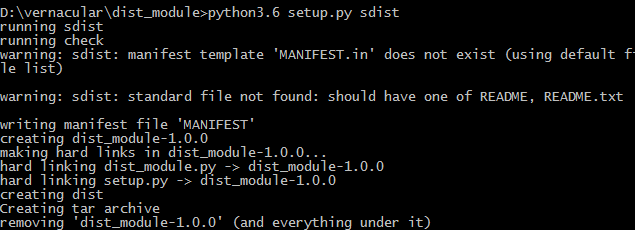 D:\vernacular\dist_module>python3.6 setup.py sdist
running sdist
running check
warning: sdist: manifest template 'MANIFEST.in' does not exist (using default fi
le list)
warning: sdist: standard file not found: should have one of README, README.txt
writing manifest file 'MANIFEST'
creating dist_module-1.0.0
making hard links in dist_module-1.0.0...
hard linking dist_module.py -> dist_module-1.0.0
hard linking setup.py -> dist_module-1.0.0
creating dist
Creating tar archive
removing 'dist_module-1.0.0' (and everything under it)